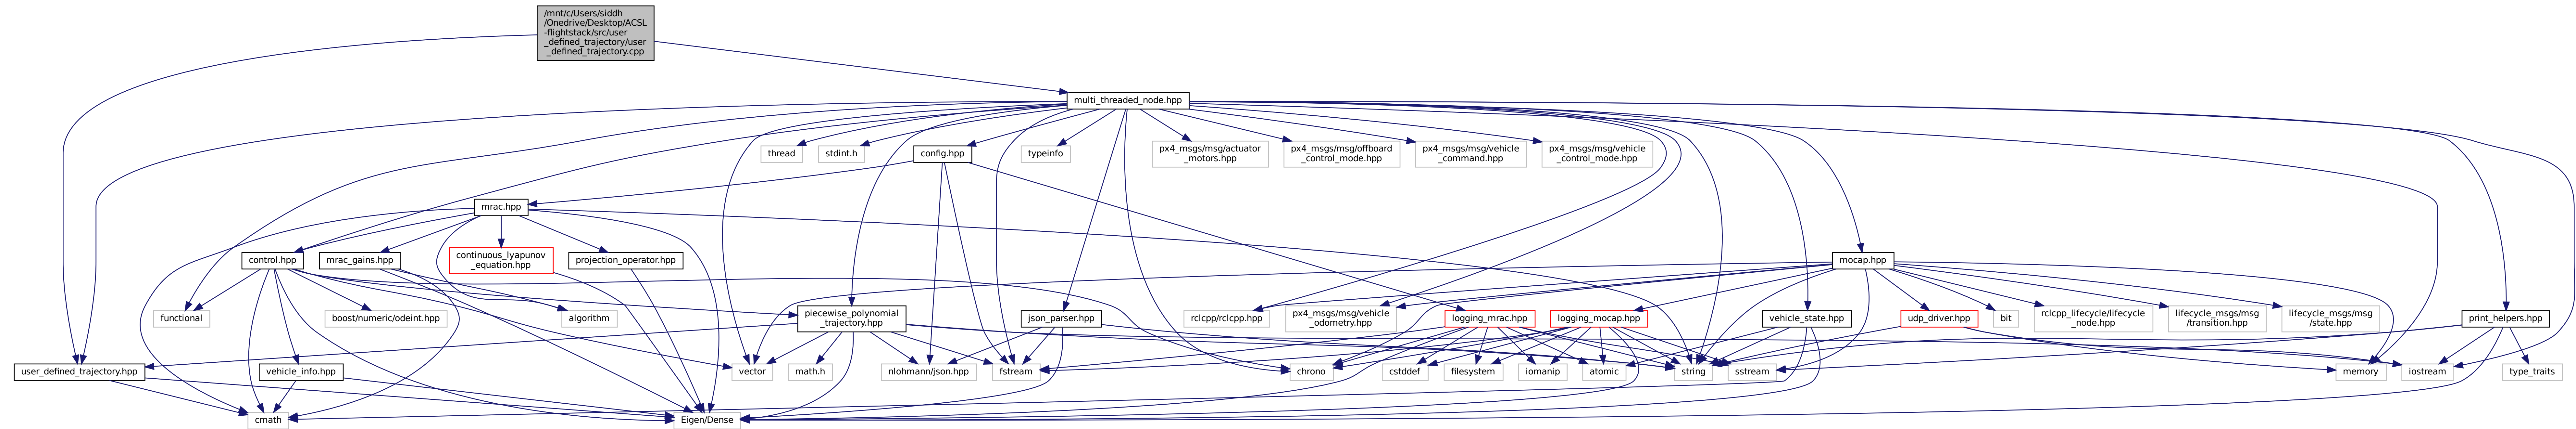 /mnt/c/Users/siddh
/Onedrive/Desktop/ACSL
-flightstack/src/user
_defined_trajectory/user
_defined_trajectory.cpp
multi_threaded_node.hpp
thread
stdint.h
config.hpp
typeinfo
px4_msgs/msg/actuator
_motors.hpp
px4_msgs/msg/offboard
_control_mode.hpp
px4_msgs/msg/vehicle
_command.hpp
px4_msgs/msg/vehicle
_control_mode.hpp
mrac.hpp
control.hpp
mrac_gains.hpp
continuous_lyapunov
_equation.hpp
projection_operator.hpp
mocap.hpp
functional
boost/numeric/odeint.hpp
algorithm
piecewise_polynomial
_trajectory.hpp
json_parser.hpp
rclcpp/rclcpp.hpp
px4_msgs/msg/vehicle
_odometry.hpp
logging_mrac.hpp
logging_mocap.hpp
vehicle_state.hpp
udp_driver.hpp
bit
rclcpp_lifecycle/lifecycle
_node.hpp
lifecycle_msgs/msg
/transition.hpp
lifecycle_msgs/msg
/state.hpp
print_helpers.hpp
user_defined_trajectory.hpp
vehicle_info.hpp
vector
math.h
nlohmann/json.hpp
fstream
chrono
cstddef
filesystem
iomanip
atomic
string
sstream
memory
iostream
type_traits
cmath
Eigen/Dense